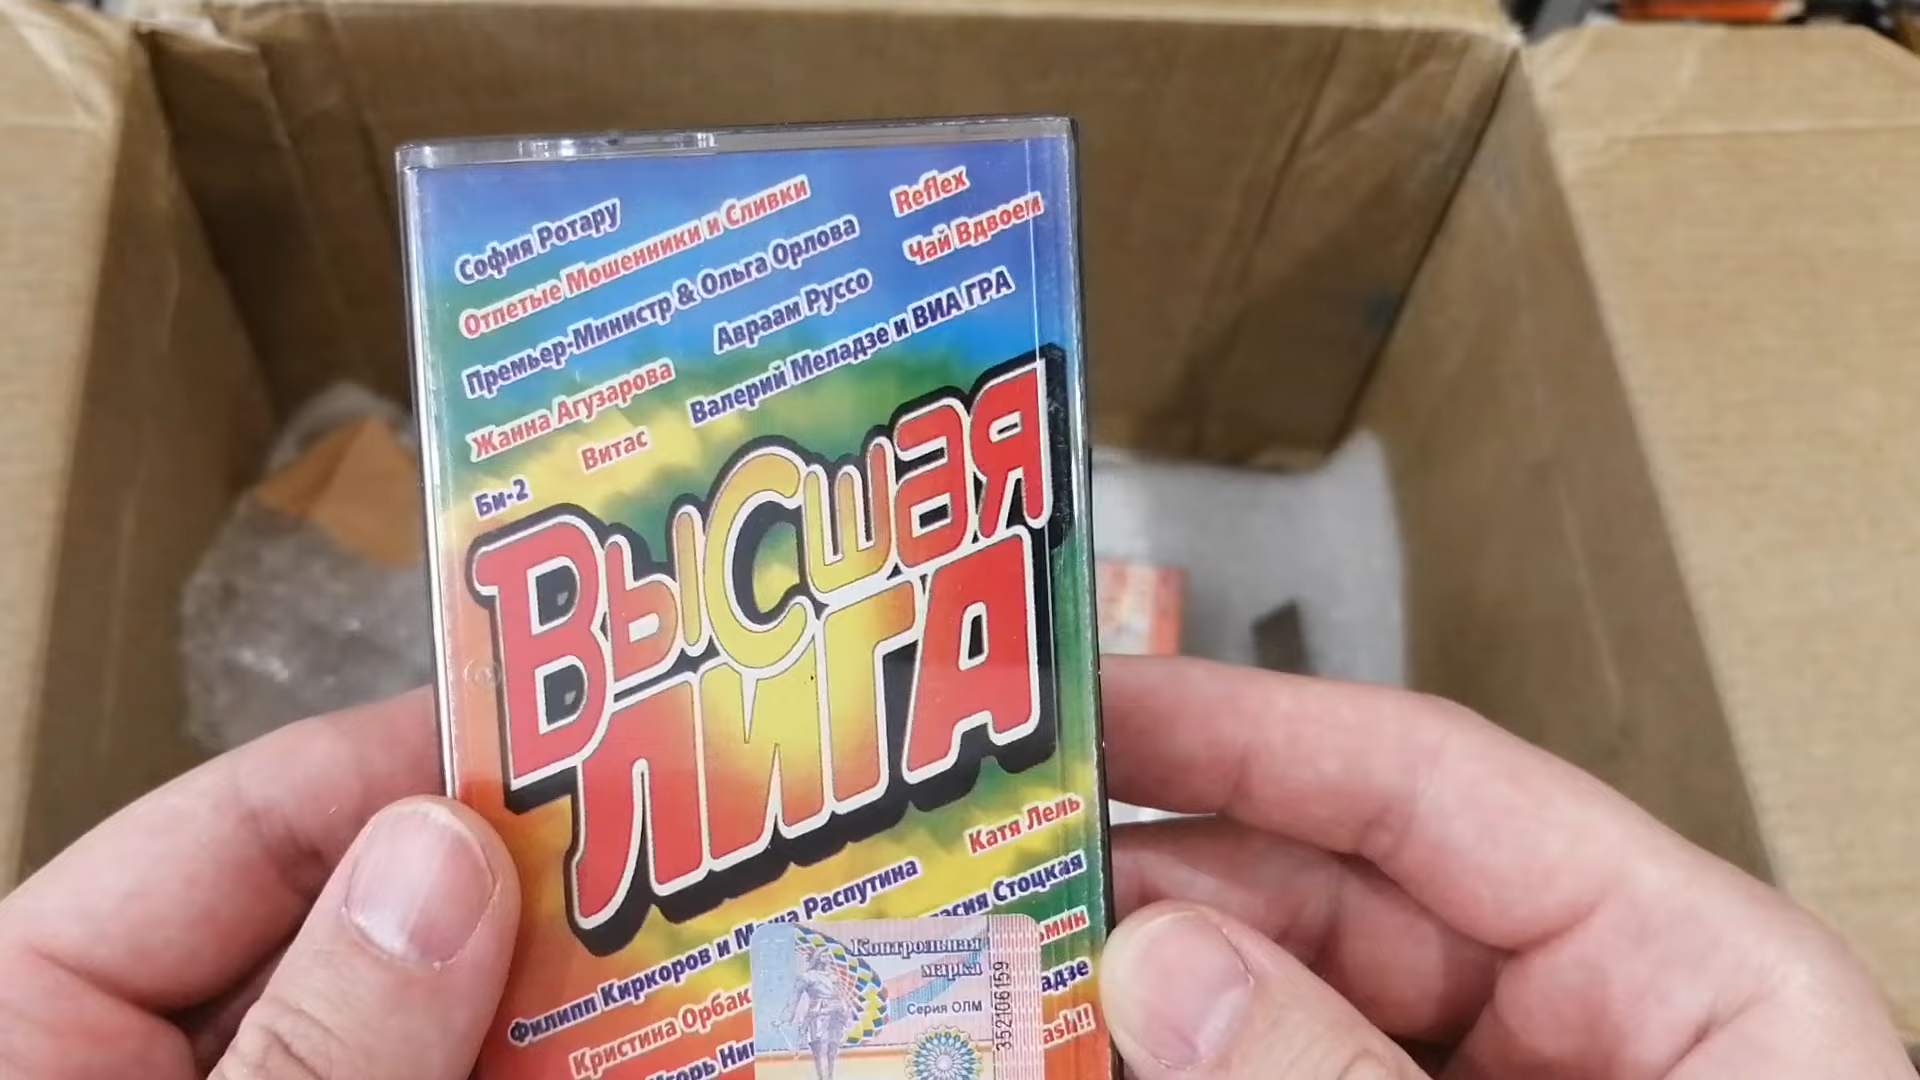 София Ротару
Отпетые Мошенники и Сливки
Reflex
Премьер-Министр & Ольга Орлова
Чай Вдвоем
Жанна Агузарова
Авраам Руссо
Би-2
Витас
Валерий Меладзе и ВИА ГРА
Высшая
ЛИГА
Катя Лель
Филипп Киркоров и Распутина
Стоцкая
Кристина
Игорь
Контрольная
марка
Серия ОЛМ
352106159